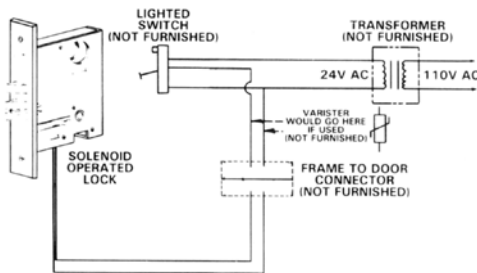 LIGHTED
SWITCH
(NOT FURNISHED)
TRANSFORMER
(NOT FURNISHED)
24V AC
110V AC
VARISTER
WOULD GO HERE
IF USED
(NOT FURNISHED)
SOLENOID
OPERATED
LOCK
FRAME TO DOOR
CONNECTOR
(NOT FURNISHED)